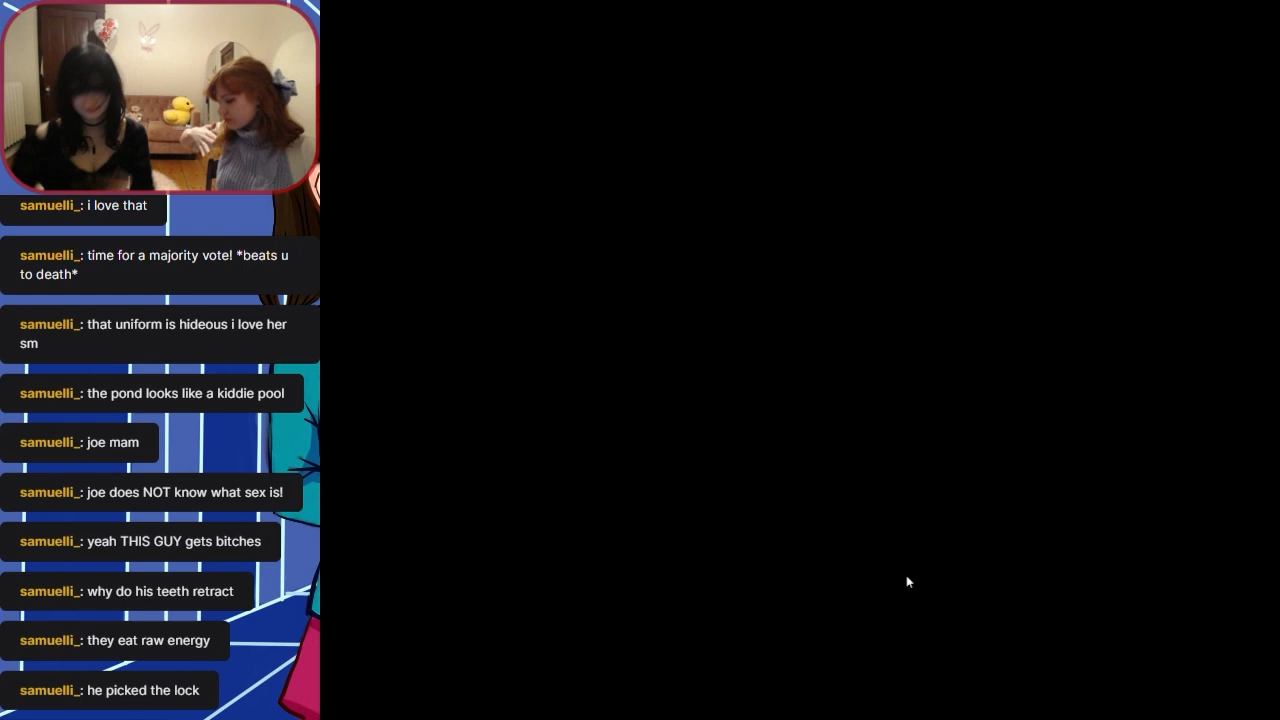 samuelli_: i love that
samuelli_: time for a majority vote! *beats u
to death*
samuelli_: that uniform is hideous i love her
sm
samuelli_: the pond looks like a kiddie pool
samuelli_: joe mam
samuelli_: joe does NOT know what sex is!
samuelli_: yeah THIS GUY gets bitches
samuelli_: why do his teeth retract
samuelli_: they eat raw energy
samuelli_: he picked the lock